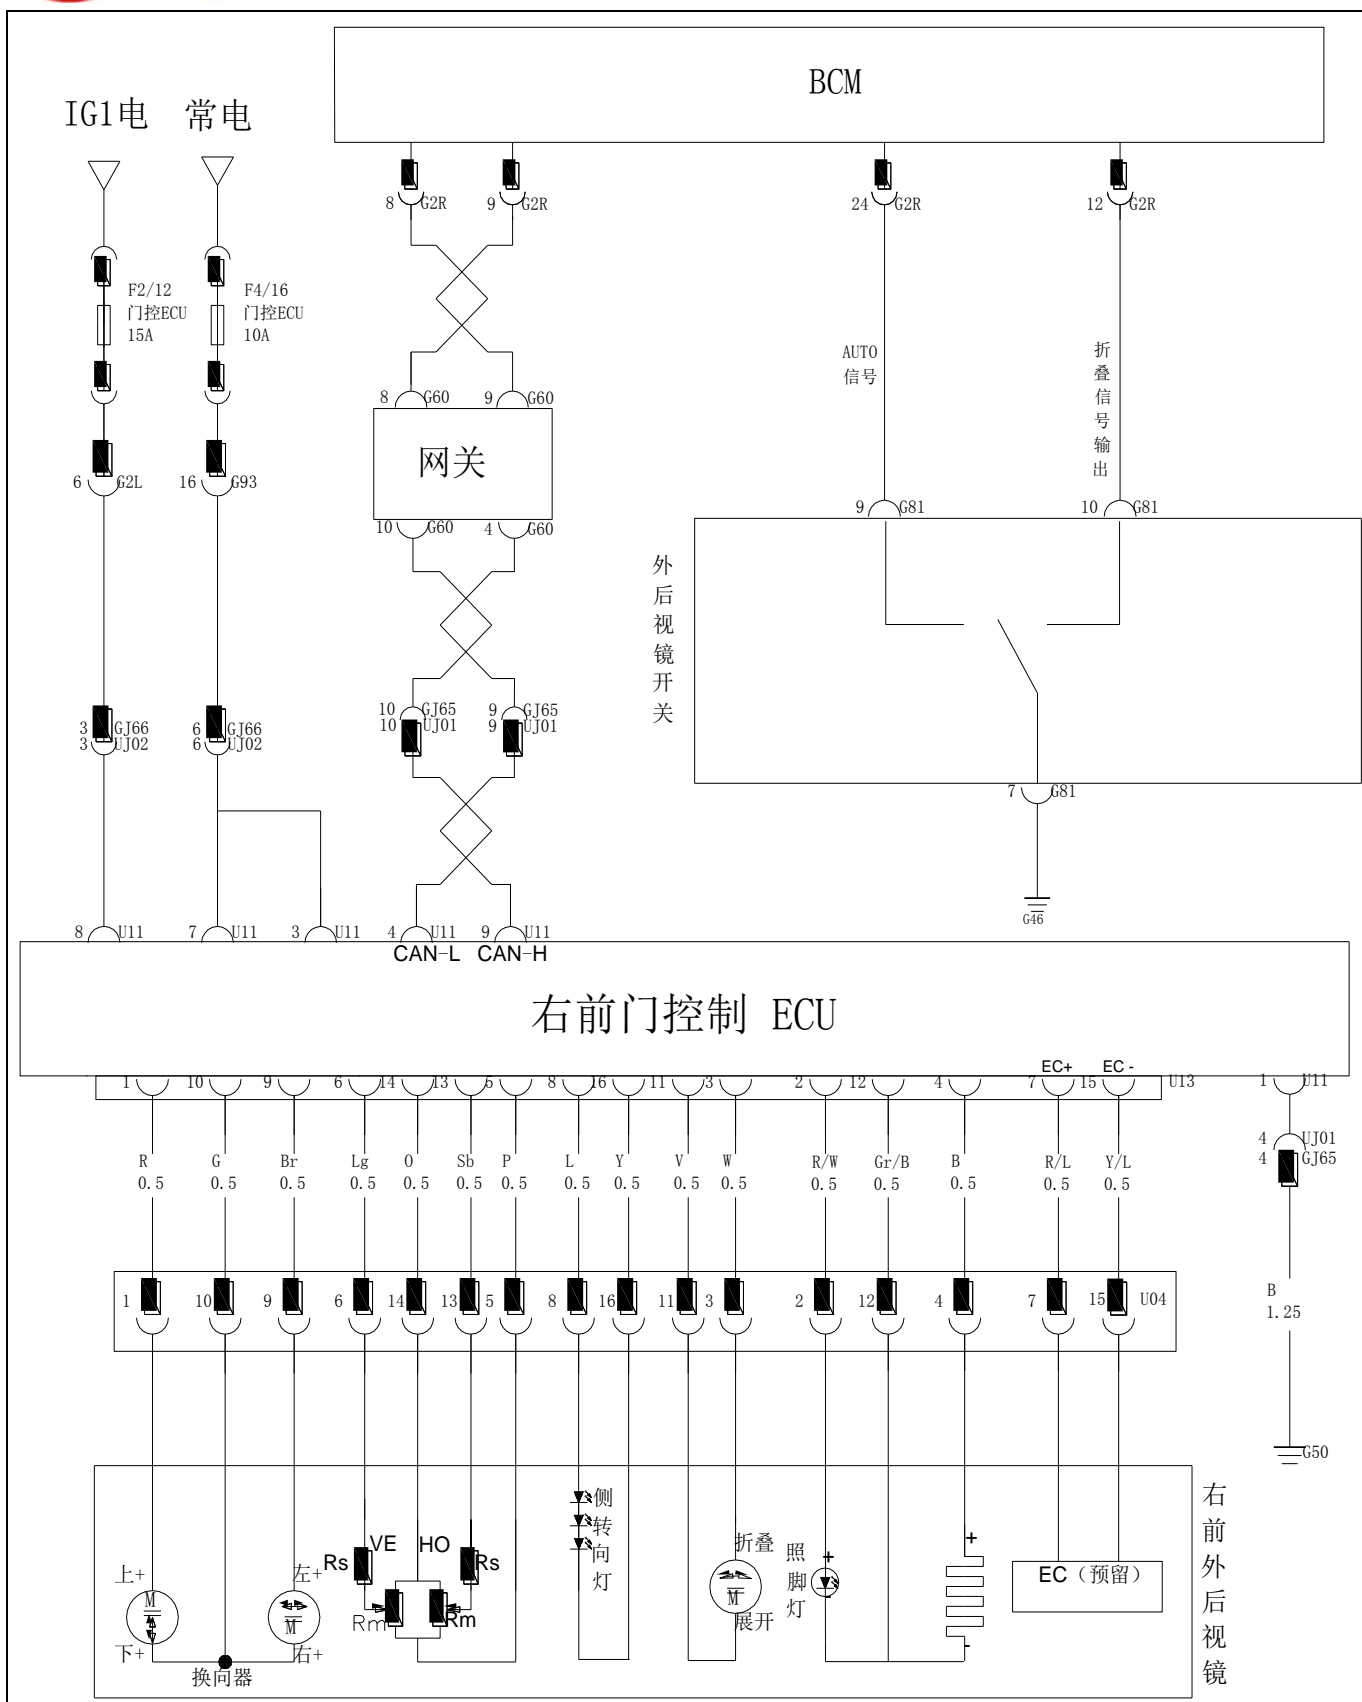 BCM
IG1电 常电
8 G2R 9 G2R 24 G2R 12 G2R
F2/12
门控ECU
15A
F4/16
门控ECU
10A
AUTO
信号
折叠信号输出
8 G60 9 G60
网关
10 G60 4 G60
6 G2L 16 G93
9 G81 10 G81
外后视镜开关
3 GJ66 6 GJ66
3 UJ02 6 UJ02
10 GJ65 9 GJ65
10 UJ01 9 UJ01
7 G81
G46
8 U11 7 U11 3 U11 4 U11 9 U11
CAN-L CAN-H
右前门控制 ECU
EC+ EC -
1 10 9 6 14 13 5 8 16 11 3 2 12 4 7 15 U13 1 U11
4 UJ01
4 GJ65
R G Br Lg O Sb P L Y V W R/W Gr/B B R/L Y/L
0.5 0.5 0.5 0.5 0.5 0.5 0.5 0.5 0.5 0.5 0.5 0.5 0.5 0.5 0.5 0.5
1 10 9 6 14 13 5 8 16 11 3 2 12 4 7 15 U04
B
1.25
G50
右前外后视镜
上+
M
下+
换向器
左+
M
右+
Rs VE HO Rs
Rm Rm
侧转向灯
折叠
M
展开
照脚灯
+
-
+
-
EC（预留）